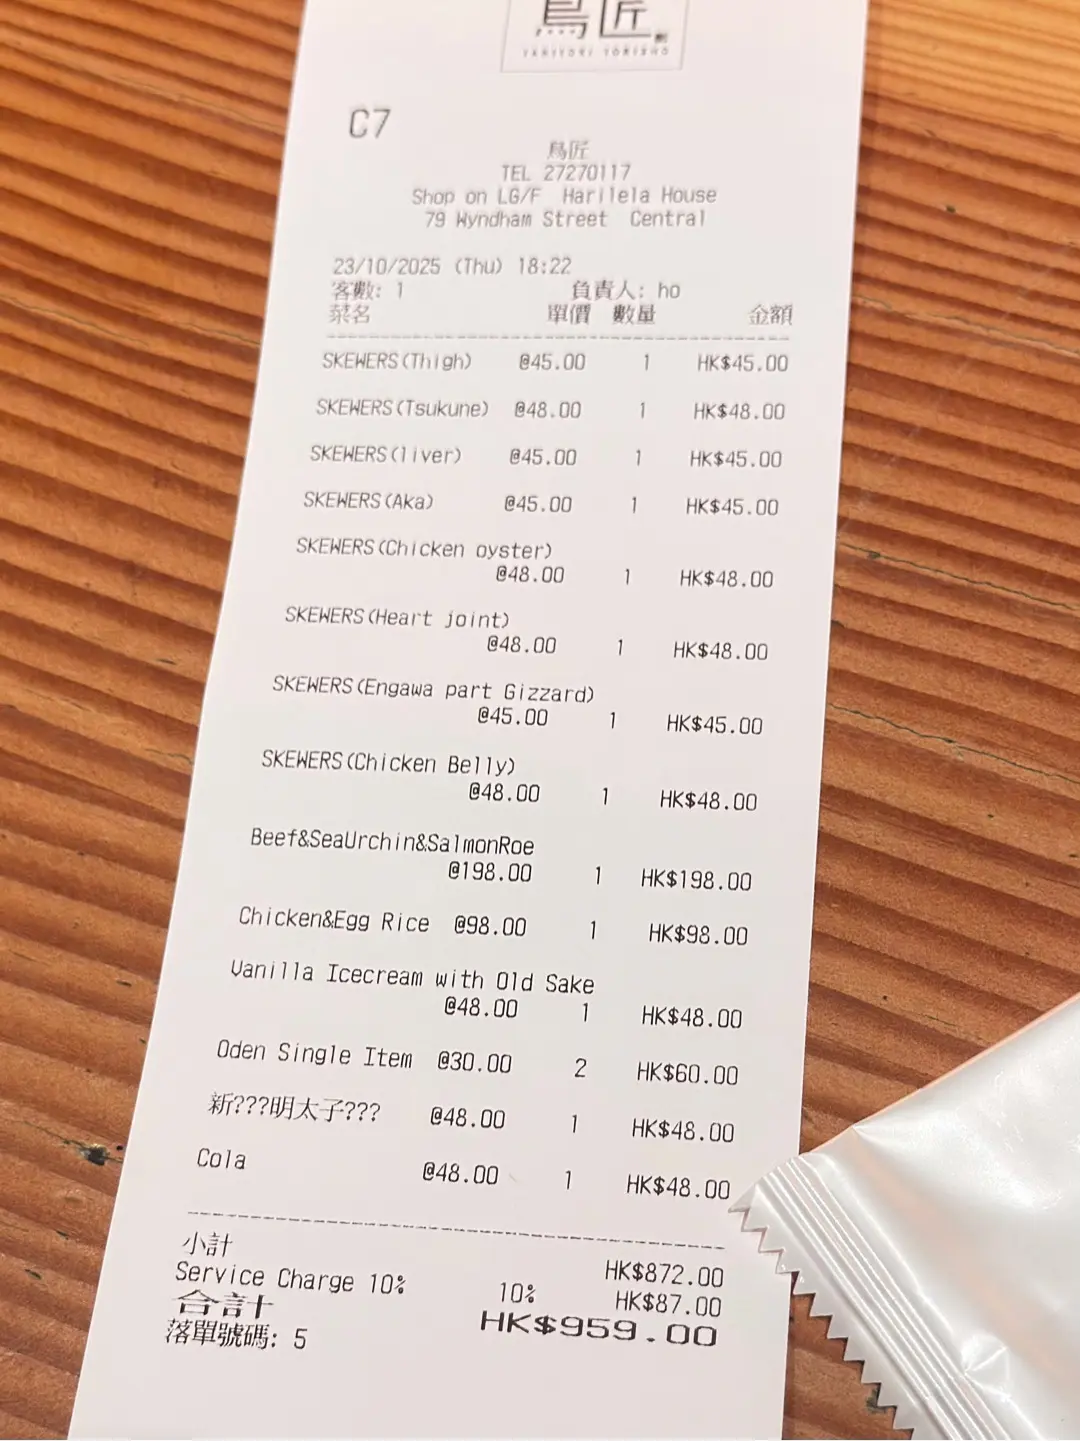 鳥匠
YAKITORI TORISHO
C7
鳥匠
TEL 27270117
Shop on LG/F Harilela House
79 Wyndham Street Central
23/10/2025 (Thu) 18:22
客數: 1 負責人: ho
菜名 單價 數量 金額
SKEWERS(Thigh) @45.00 1 HK$45.00
SKEWERS(Tsukune) @48.00 1 HK$48.00
SKEWERS(liver) @45.00 1 HK$45.00
SKEWERS(Aka) @45.00 1 HK$45.00
SKEWERS(Chicken oyster)
@48.00 1 HK$48.00
SKEWERS(Heart joint)
@48.00 1 HK$48.00
SKEWERS(Engawa part Gizzard)
@45.00 1 HK$45.00
SKEWERS(Chicken Belly)
@48.00 1 HK$48.00
Beef&SeaUrchin&SalmonRoe
@198.00 1 HK$198.00
Chicken&Egg Rice @98.00 1 HK$98.00
Vanilla Icecream with Old Sake
@48.00 1 HK$48.00
Oden Single Item @30.00 2 HK$60.00
新???明太子??? @48.00 1 HK$48.00
Cola @48.00 1 HK$48.00
小計 HK$872.00
Service Charge 10% 10% HK$87.00
合計 HK$959.00
落單號碼: 5